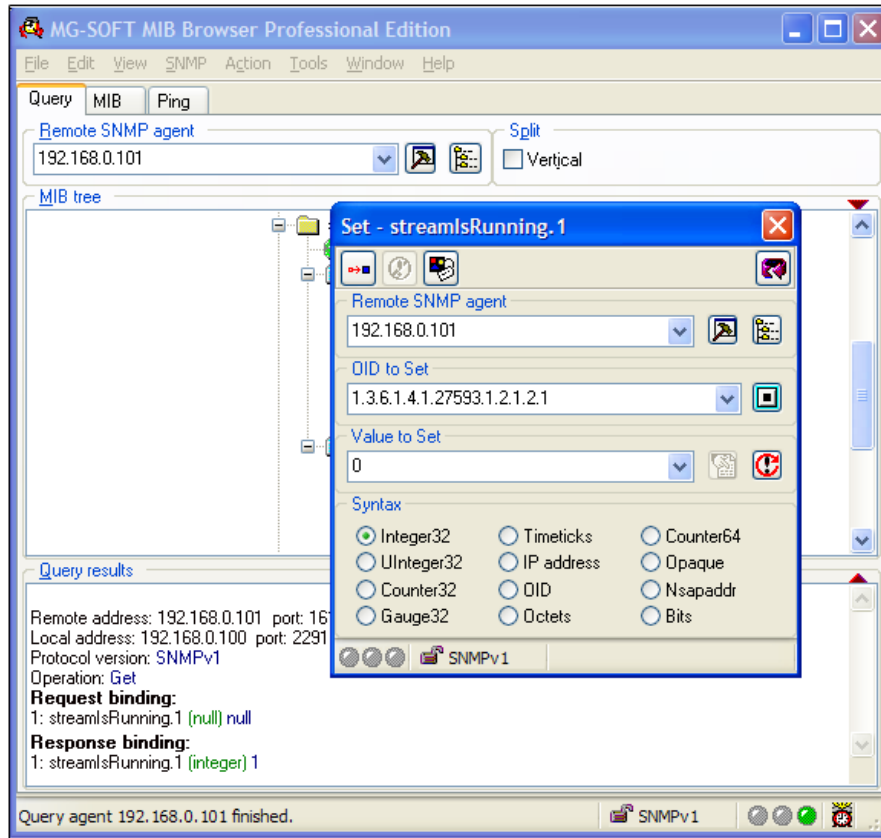 MG-SOFT MIB Browser Professional Edition
File Edit View SNMP Action Tools Window Help
Query MIB Ping
Remote SNMP agent
Split
192.168.0.101
Vertical
MIB tree
Set - streamIsRunning.1
Remote SNMP agent
192.168.0.101
OID to Set
1.3.6.1.4.1.27593.1.2.1.2.1
Value to Set
0
Syntax
Integer32 Timeticks Counter64
UInteger32 IP address Opaque
Counter32 OID Nsapaddr
Gauge32 Octets Bits
SNMPv1
Query results
Remote address: 192.168.0.101 port: 161
Local address: 192.168.0.100 port: 2291
Protocol version: SNMPv1
Operation: Get
Request binding:
1: streamIsRunning.1 (null) null
Response binding:
1: streamIsRunning.1 (integer) 1
Query agent 192.168.0.101 finished.
SNMPv1